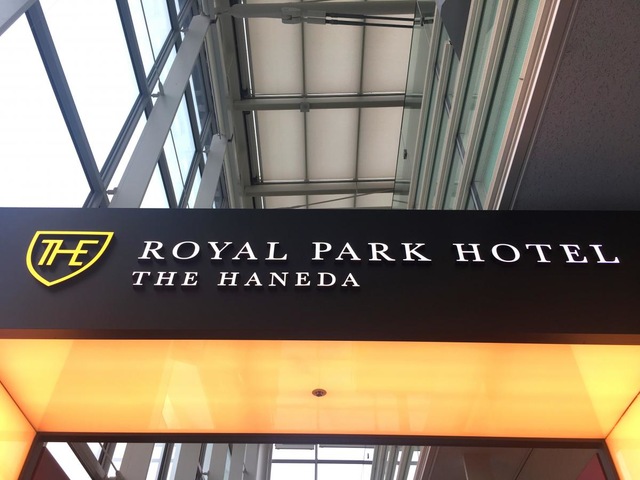 THE
ROYAL PARK HOTEL
THE HANEDA